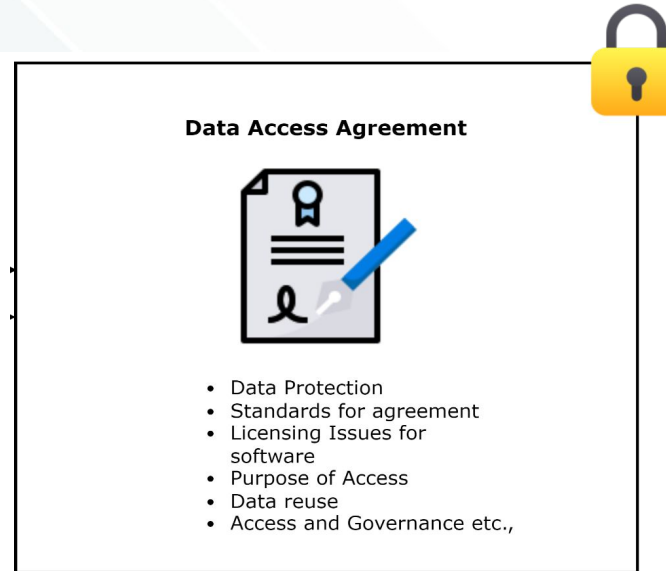 Data Access Agreement
• Data Protection
• Standards for agreement
• Licensing Issues for
software
• Purpose of Access
• Data reuse
• Access and Governance etc.,